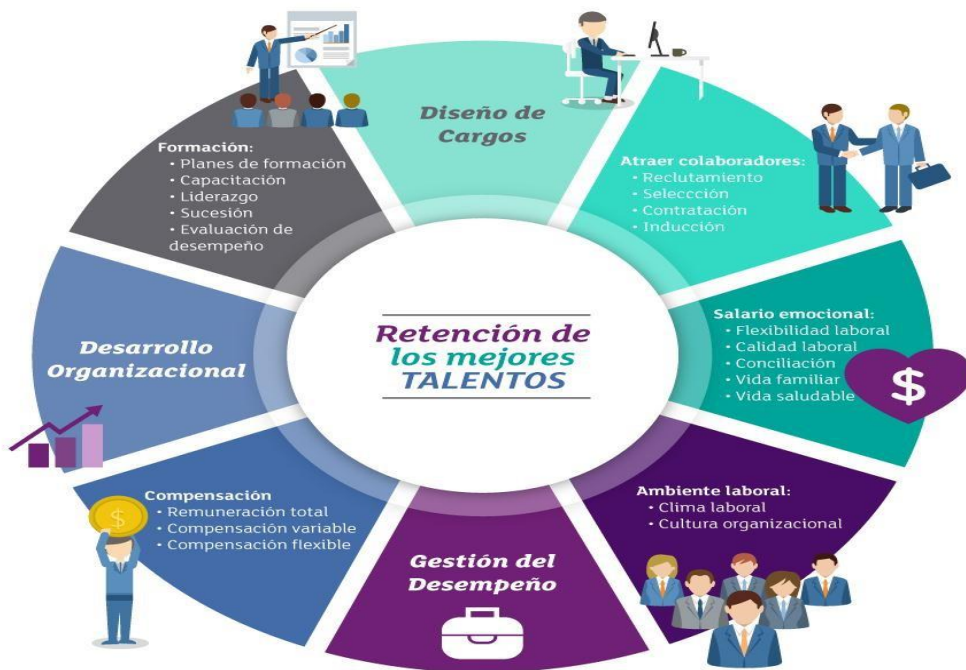 Retención de
los mejores
TALENTOS
Diseño de
Cargos
Atraer colaboradores:
• Reclutamiento
• Seleccción
• Contratación
• Inducción
Salario emocional:
• Flexibilidad laboral
• Calidad laboral
• Conciliación
• Vida familiar
• Vida saludable
$
Ambiente laboral:
• Clima laboral
• Cultura organizacional
Gestión del
Desempeño
Compensación
• Remuneración total
• Compensación variable
• Compensación flexible
$
Desarrollo
Organizacional
Formación:
• Planes de formación
• Capacitación
• Liderazgo
• Sucesión
• Evaluación de
desempeño